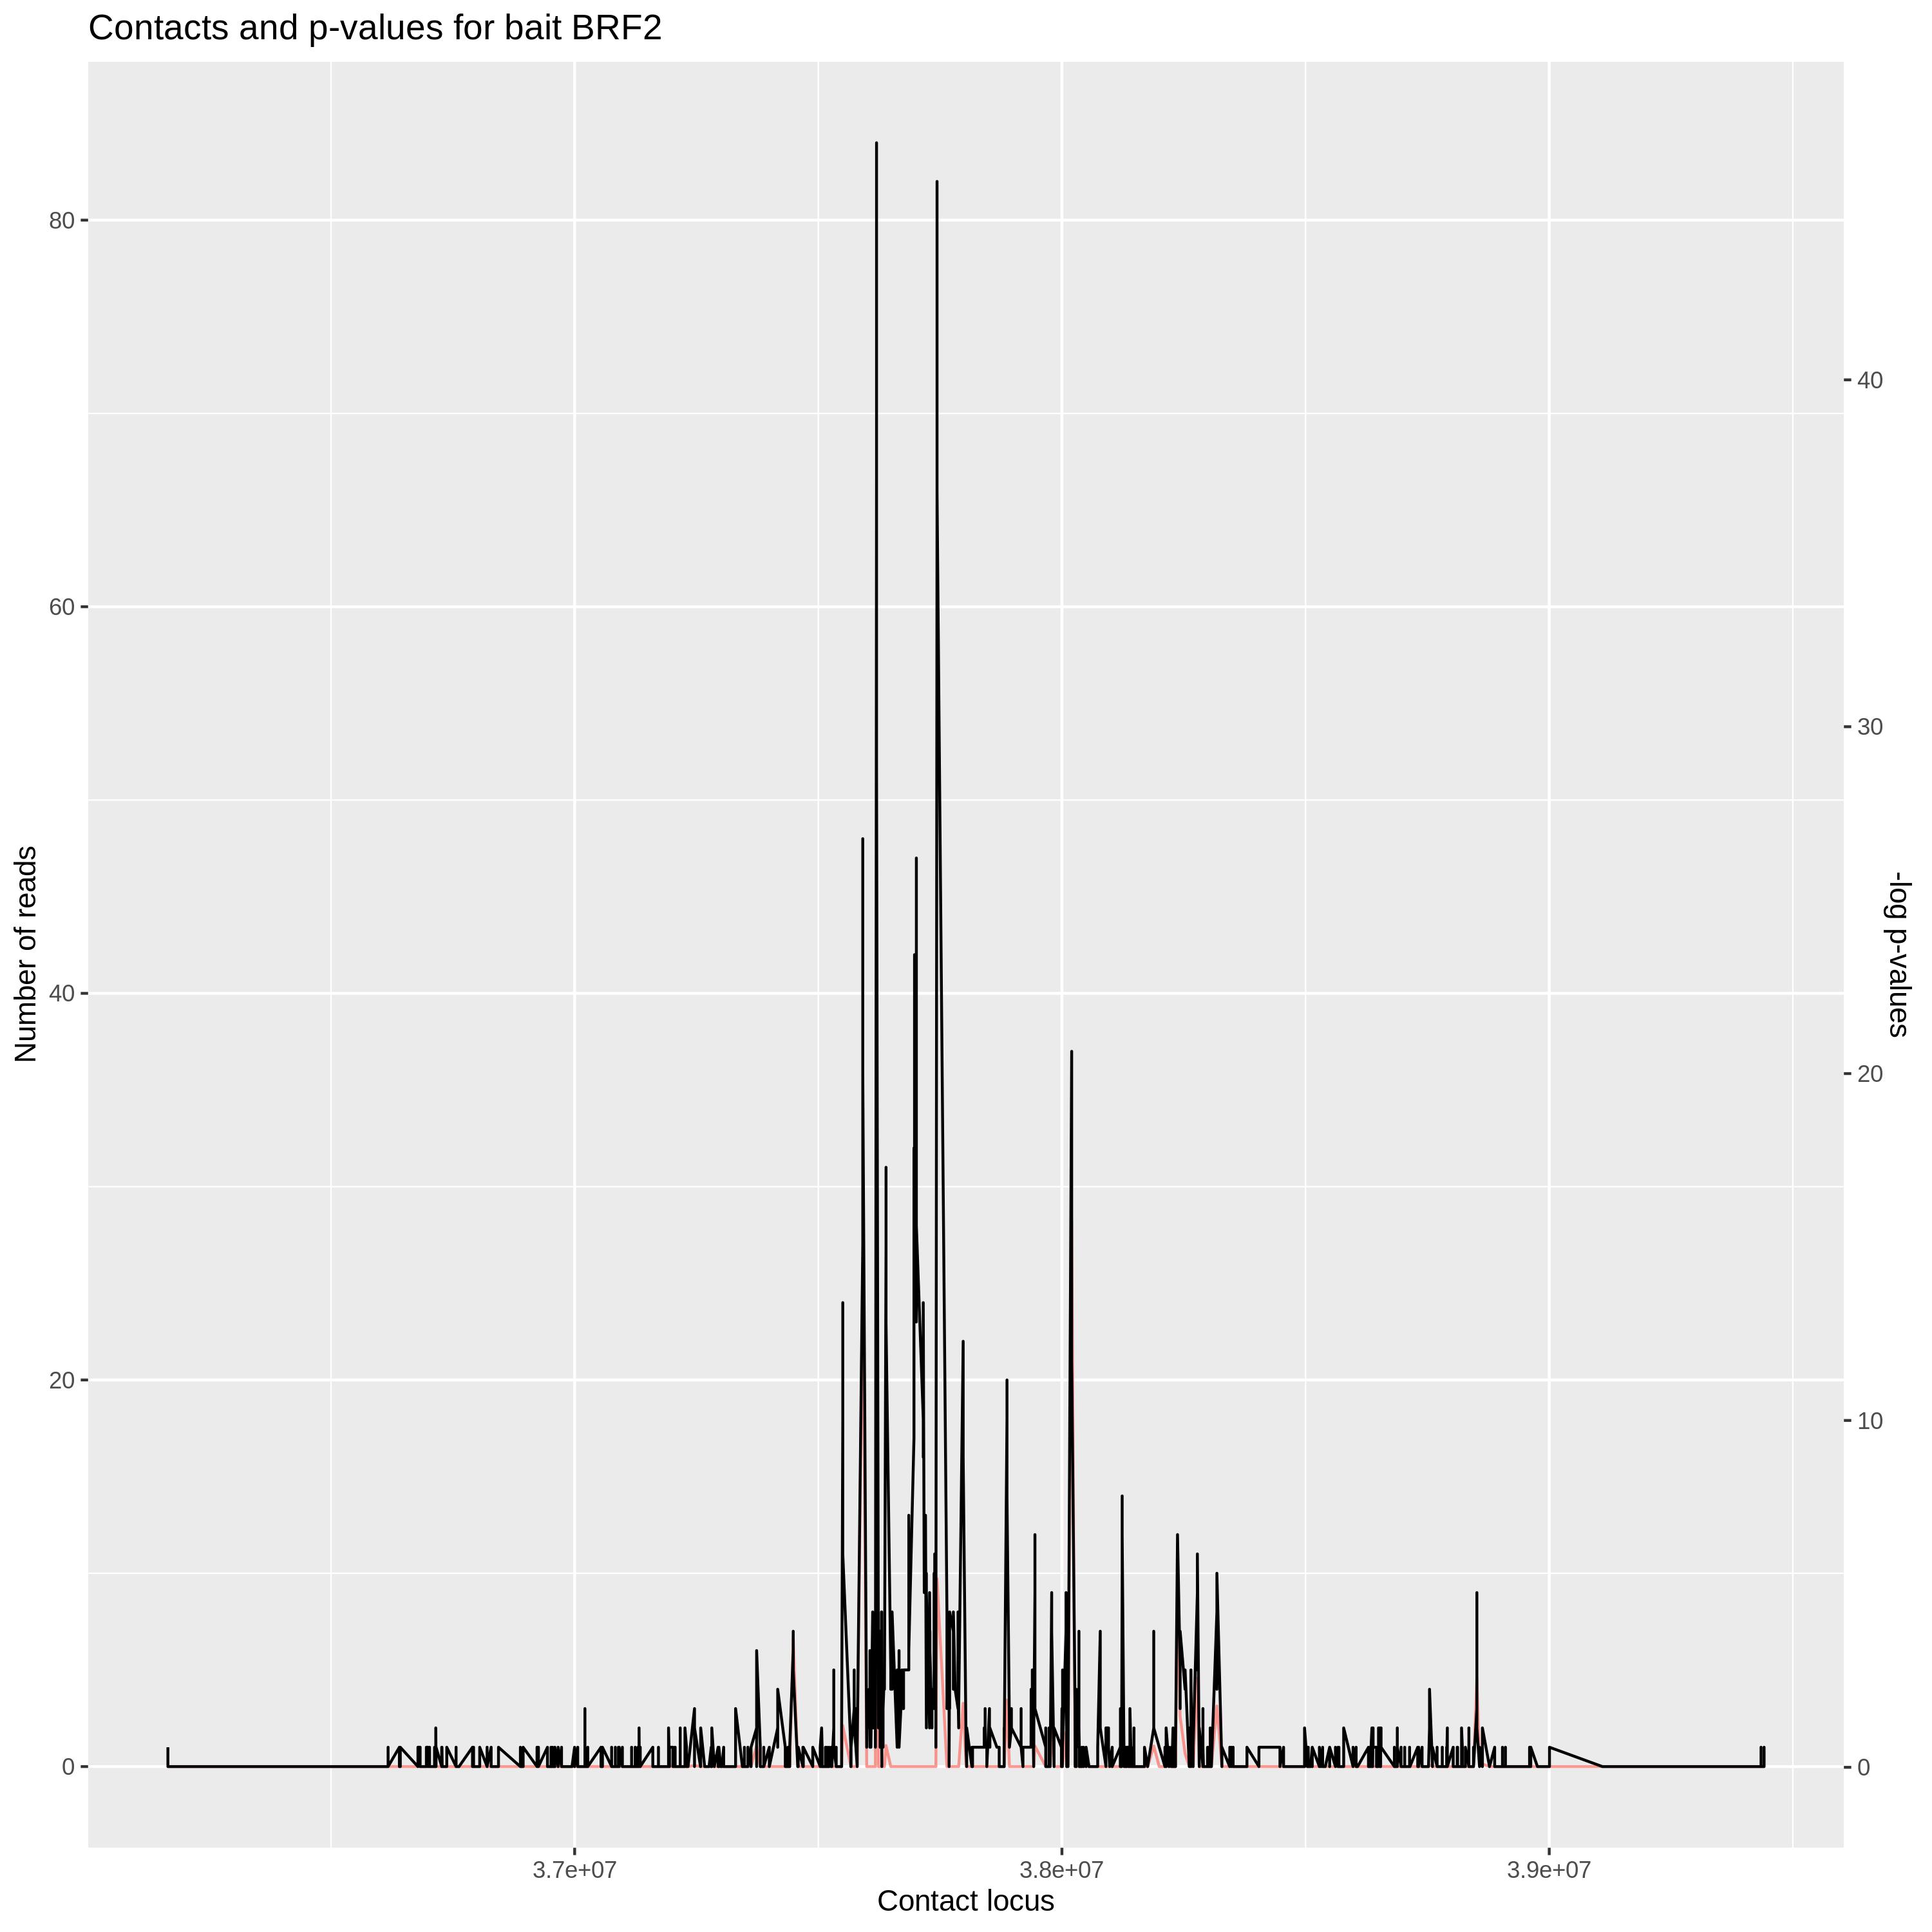 Contacts and p-values for bait BRF2
80
60
40
20
0
Number of reads
40
30
20
10
0
-log p-values
3.7e+07
3.8e+07
3.9e+07
Contact locus